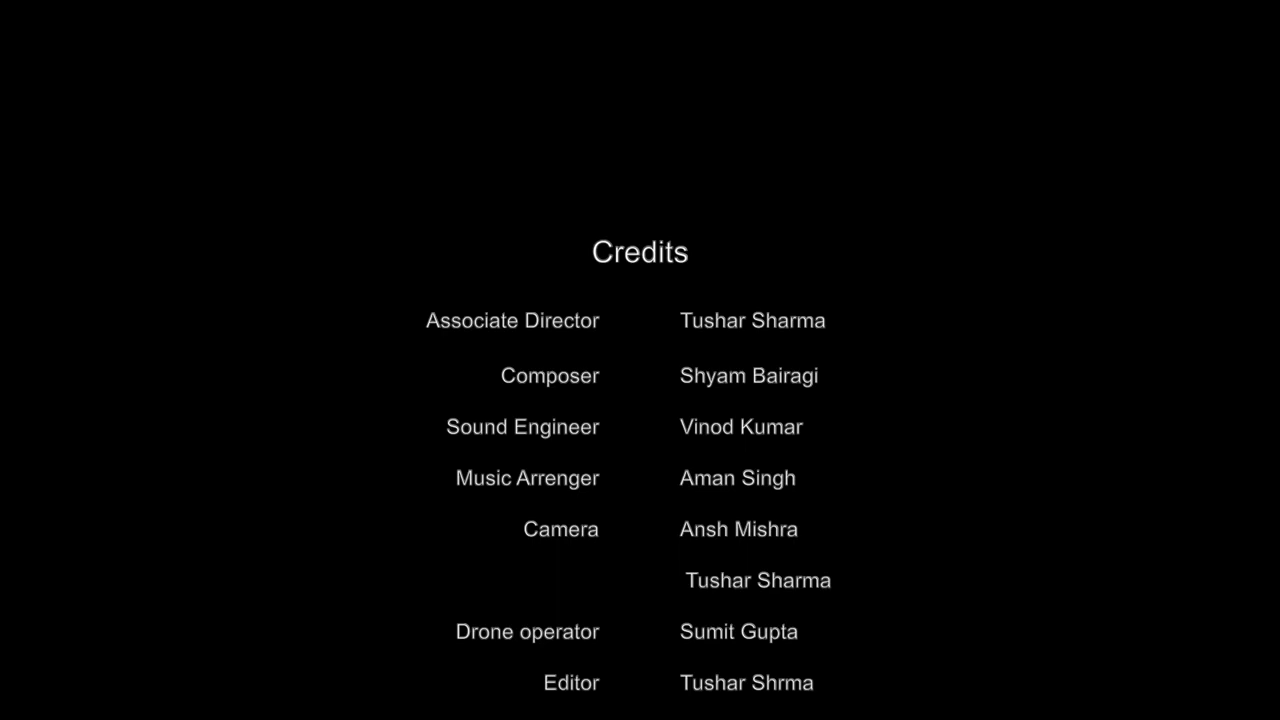 Credits
Associate Director Tushar Sharma
Composer Shyam Bairagi
Sound Engineer Vinod Kumar
Music Arrenger Aman Singh
Camera Ansh Mishra
Tushar Sharma
Drone operator Sumit Gupta
Editor Tushar Shrma